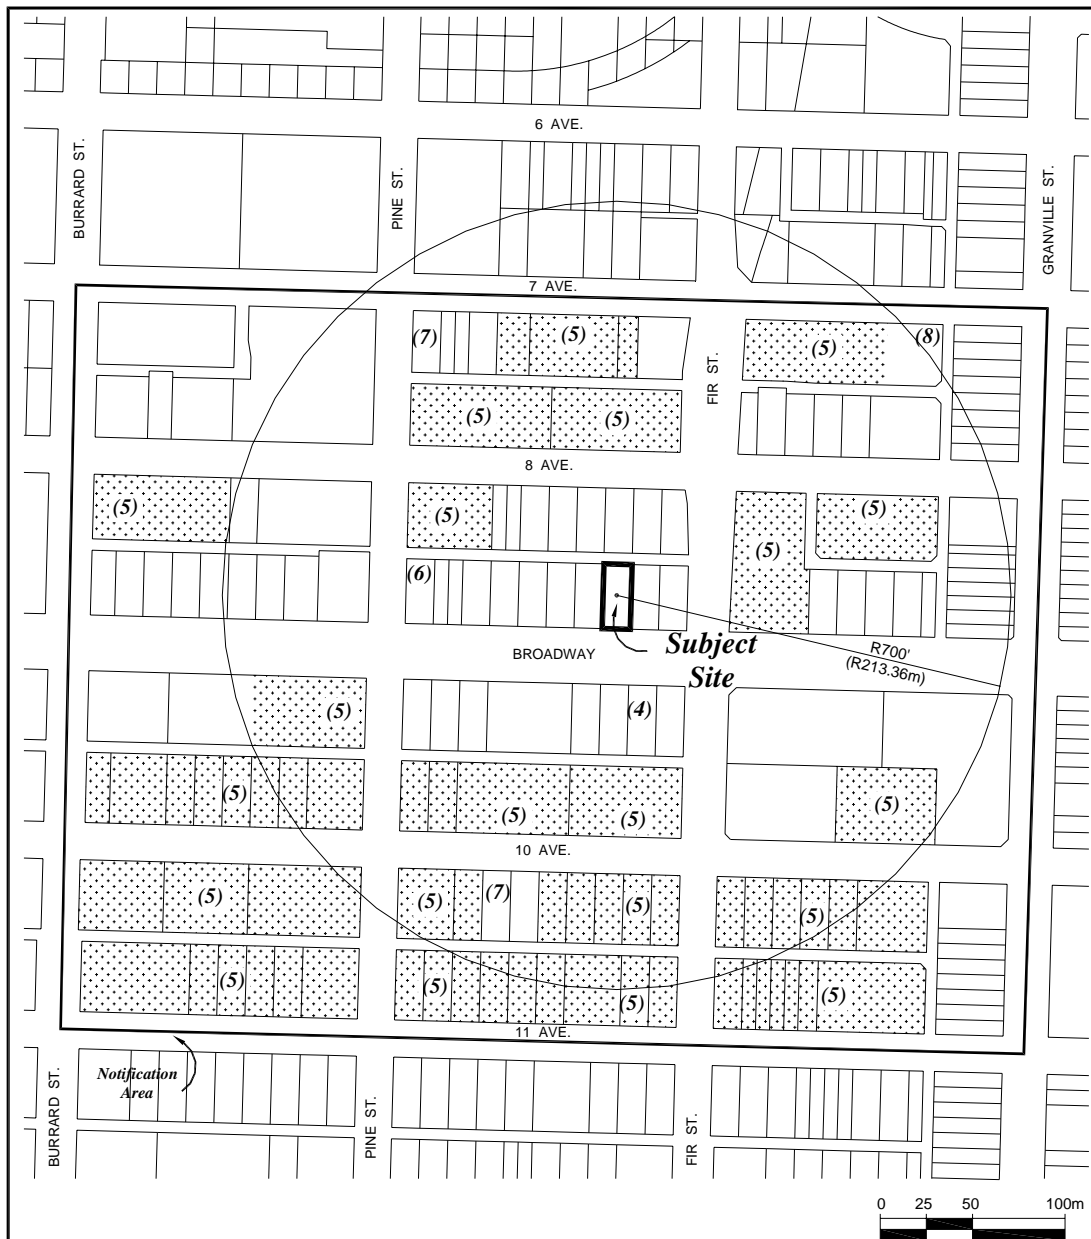 6 AVE.
BURRARD ST.
PINE ST.
GRANVILLE ST.
7 AVE.
(7)
(5)
(5)
(8)
FIR ST.
(5)
(5)
8 AVE.
(5)
(5)
(5)
(5)
(6)
Subject
Site
BROADWAY
R700'
(R213.36m)
(5)
(4)
(5)
(5)
(5)
(5)
10 AVE.
(5)
(5)
(7)
(5)
(5)
(5)
(5)
(5)
(5)
11 AVE.
Notification
Area
BURRARD ST.
PINE ST.
FIR ST.
0 25 50 100m